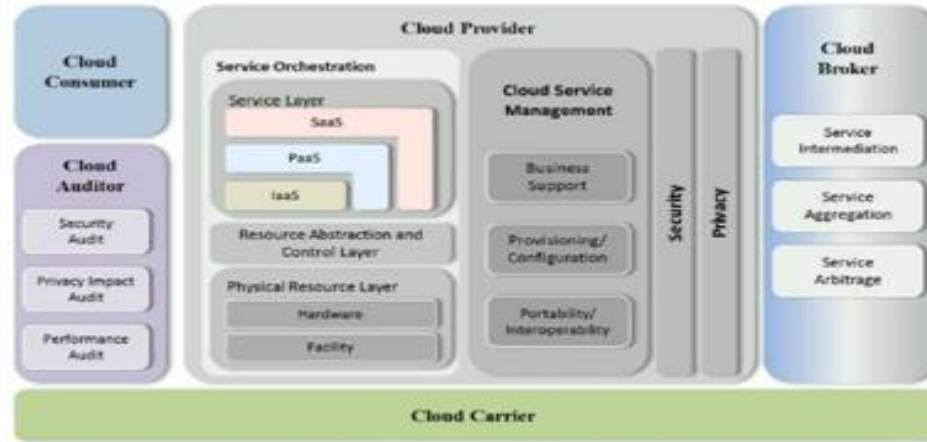 Cloud
Consumer
Cloud
Auditor
Security
Audit
Privacy Impact
Audit
Performance
Audit
Cloud Provider
Service Orchestration
Service Layer
SaaS
PaaS
IaaS
Resource Abstraction and
Control Layer
Physical Resource Layer
Hardware
Facility
Cloud Service
Management
Business
Support
Provisioning/
Configuration
Portability/
Interoperability
Security
Privacy
Cloud
Broker
Service
Intermediation
Service
Aggregation
Service
Arbitrage
Cloud Carrier